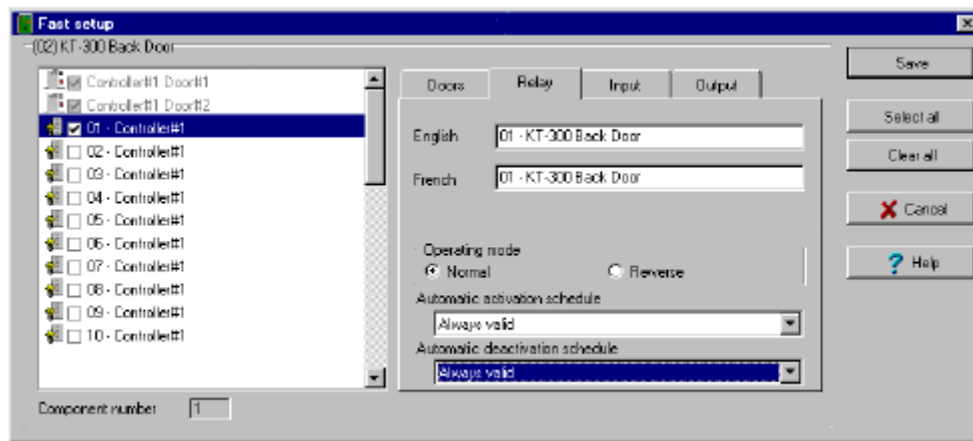 Fast setup
(02) KT-300 Back Door
Controller#1 Door#1
Controller#1 Door#2
01 - Controller#1
02 - Controller#1
03 - Controller#1
04 - Controller#1
05 - Controller#1
06 - Controller#1
07 - Controller#1
08 - Controller#1
09 - Controller#1
10 - Controller#1
Component number 1
Doors Relay Input Output
English 01 - KT-300 Back Door
French 01 - KT-300 Back Door
Operating mode
Normal Reverse
Automatic activation schedule
Always valid
Automatic deactivation schedule
Always valid
Save
Select all
Clear all
Cancel
Help